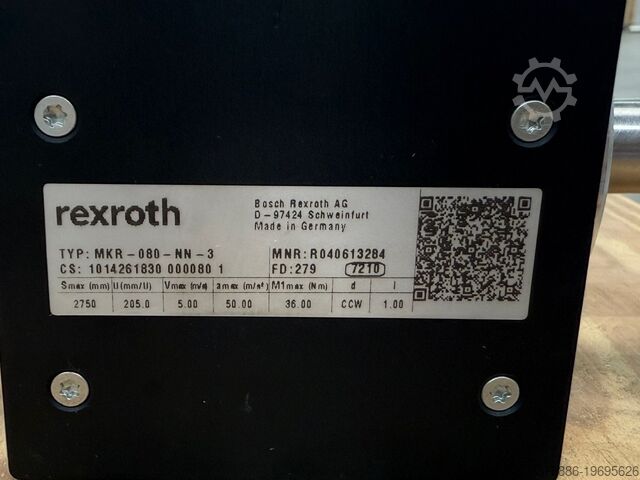 rexroth
Bosch Rexroth AG
D-97424 Schweinfurt
Made in Germany
TYP: MKR-080-NN-3 MNR: R040613284
CS: 1014261830 000080 1 FD: 279 7210
Smax (mm) U(mm/U) Vmax (m/s) amax (m/s²) M1max (Nm) d i
2750 205.0 5.00 50.00 36.00 CCW 1.00
886-19695626